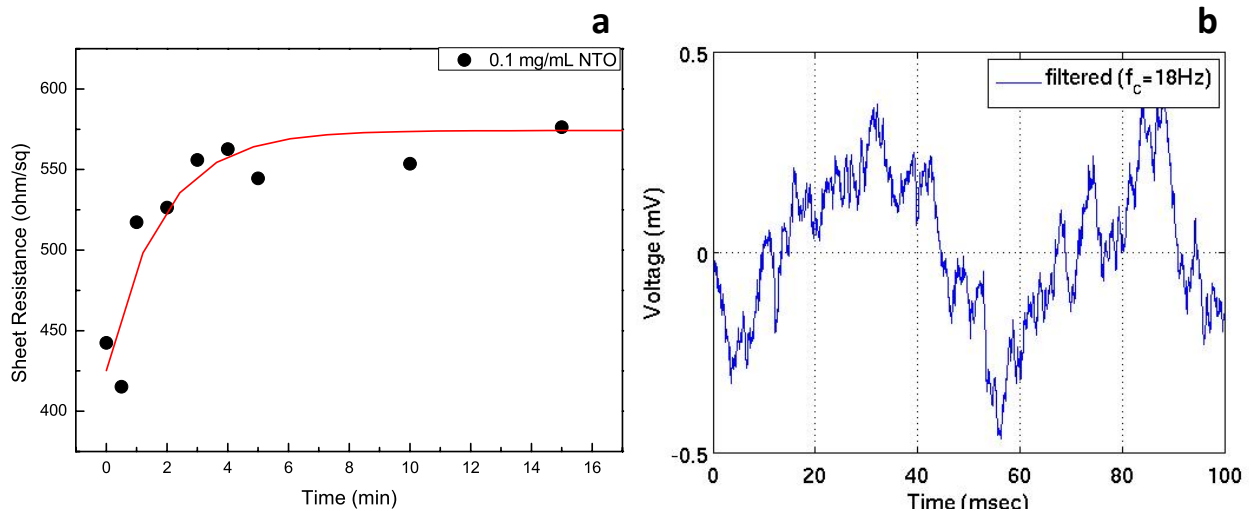 a
0.1 mg/mL NTO
600
550
500
450
400
Sheet Resistance (ohm/sq)
0 2 4 6 8 10 12 14 16
Time (min)
b
filtered (fc=18Hz)
0.5
0
-0.5
Voltage (mV)
0 20 40 60 80 100
Time (msec)